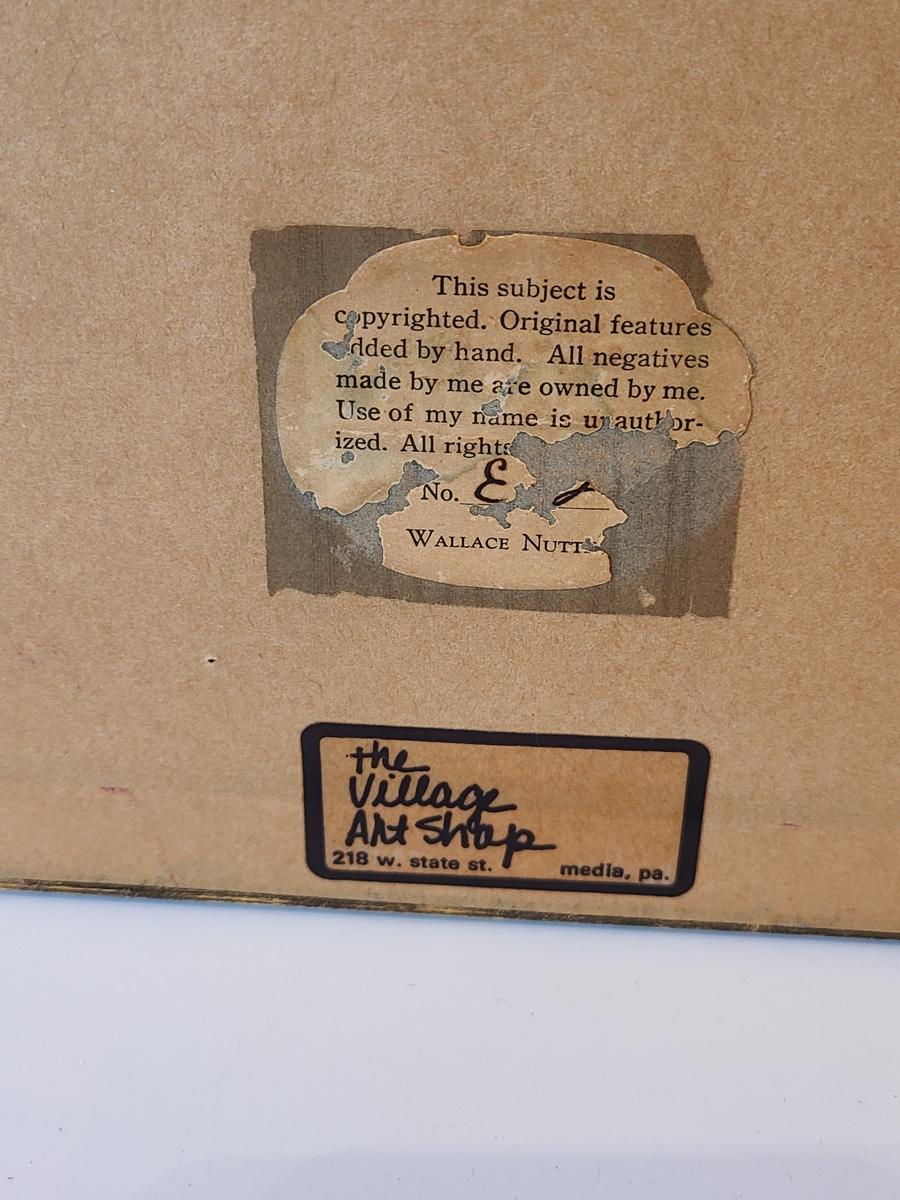 This subject is
copyrighted. Original features
dded by hand. All negatives
made by me are owned by me.
Use of my name is unauthor-
ized. All rights
No. E
WALLACE NUTT
the
Village
Art Shop
218 w. state st. media, pa.